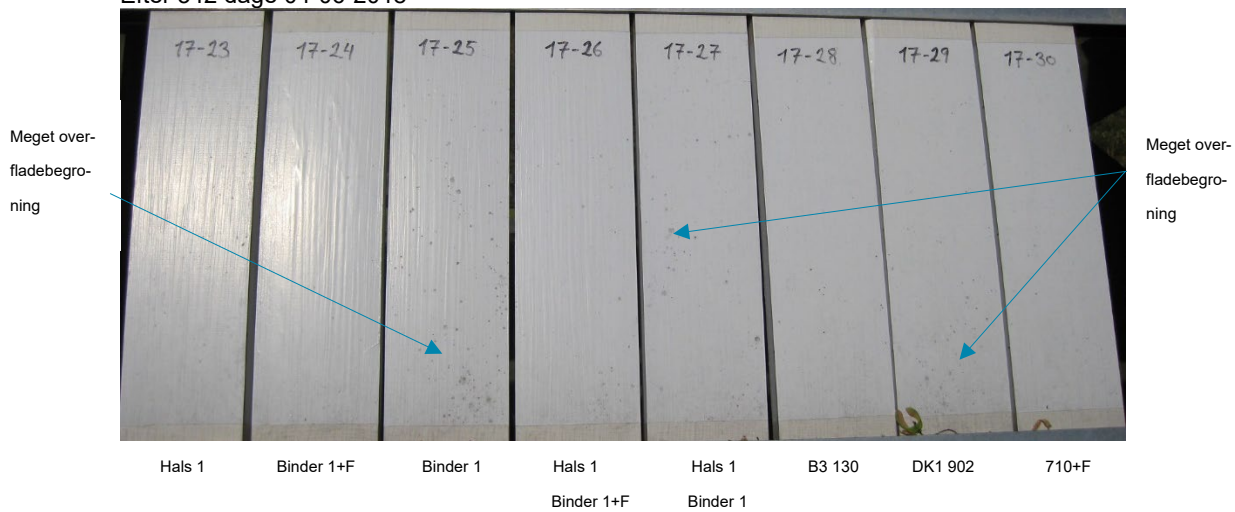 17-23 17-24 17-25 17-26 17-27 17-28 17-29 17-30
Meget over-
fladebegro-
ning
Meget over-
fladebegro-
ning
Hals 1 Binder 1+F Binder 1 Hals 1 Hals 1 B3 130 DK1 902 710+F
Binder 1+F Binder 1